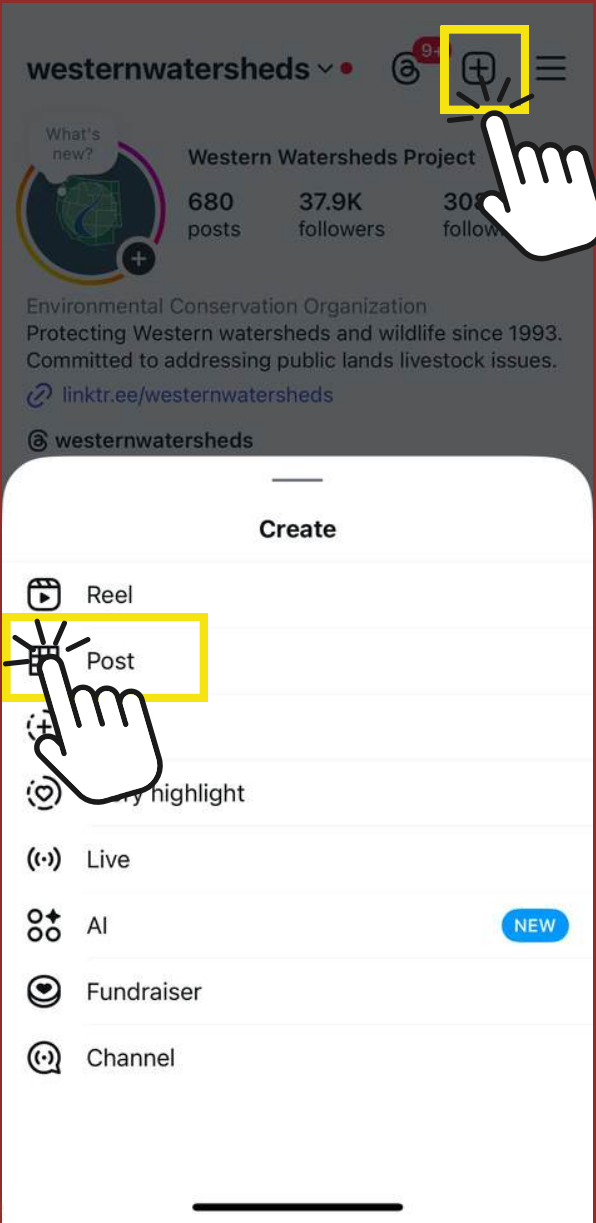 westernwatersheds
9+
What's
new?
Western Watersheds Project
680 37.9K
posts followers
Environmental Conservation Organization
Protecting Western watersheds and wildlife since 1993.
Committed to addressing public lands livestock issues.
linktr.ee/westernwatersheds
westernwatersheds
Create
Reel
Post
highlight
Live
AI NEW
Fundraiser
Channel